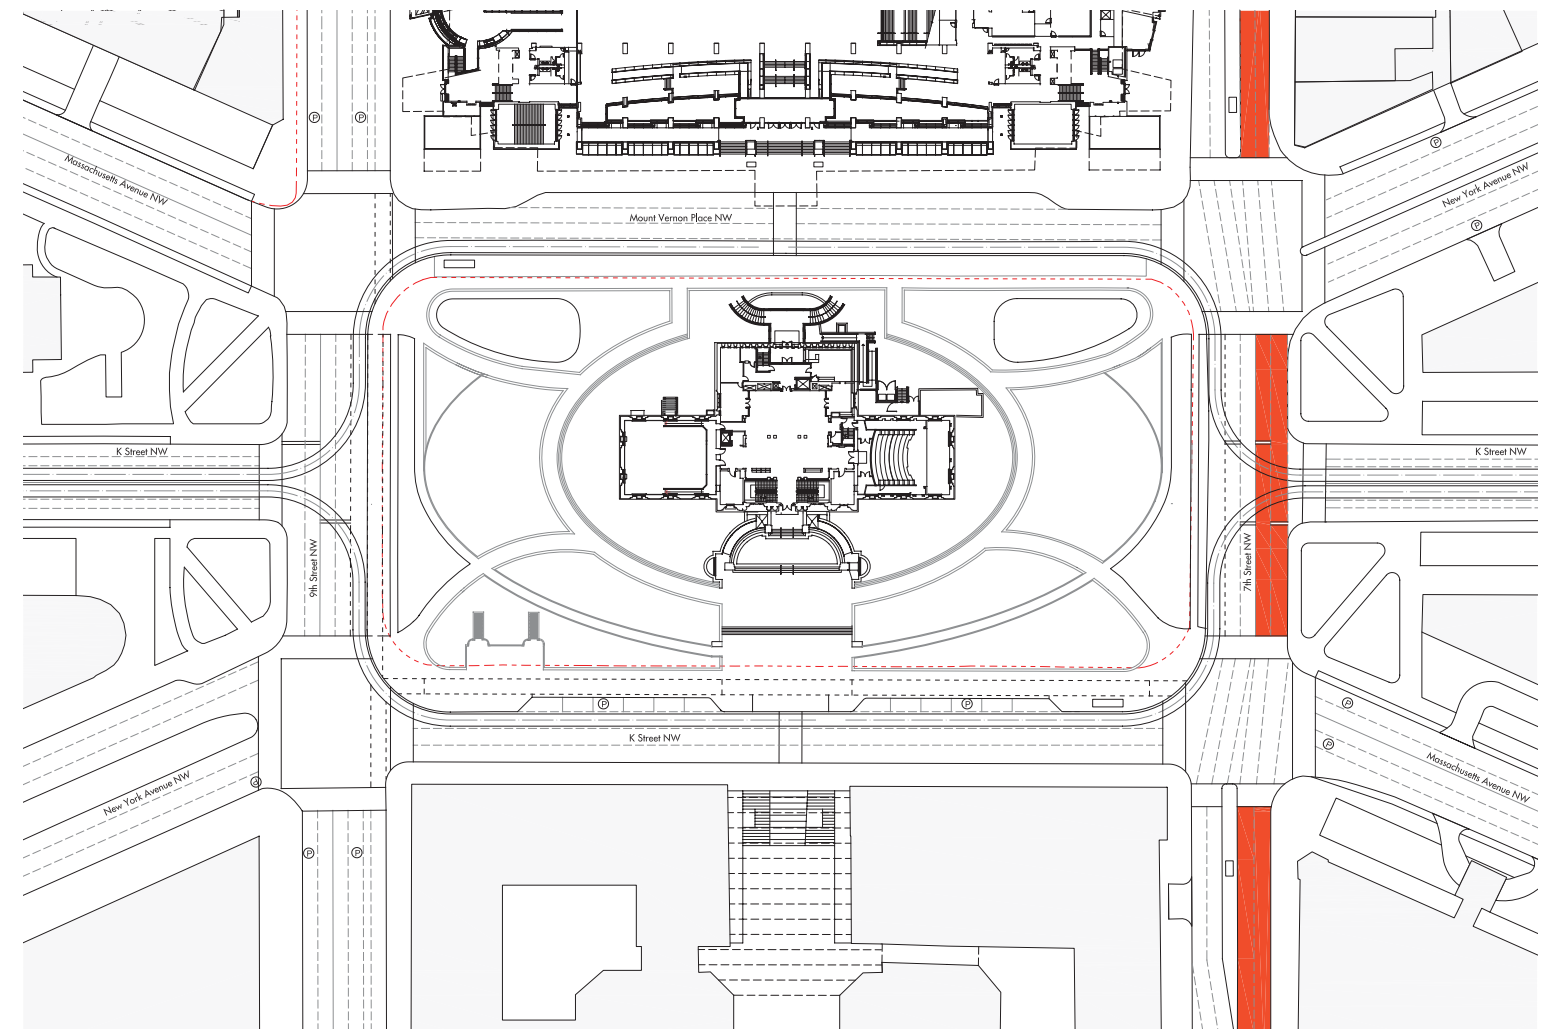 P
P
P
Massachusetts Avenue NW
New York Avenue NW
Mount Vernon Place NW
P
K Street NW
K Street NW
9th Street NW
7th Street NW
P
P
P
K Street NW
P
Massachusetts Avenue NW
New York Avenue NW
P
P
P